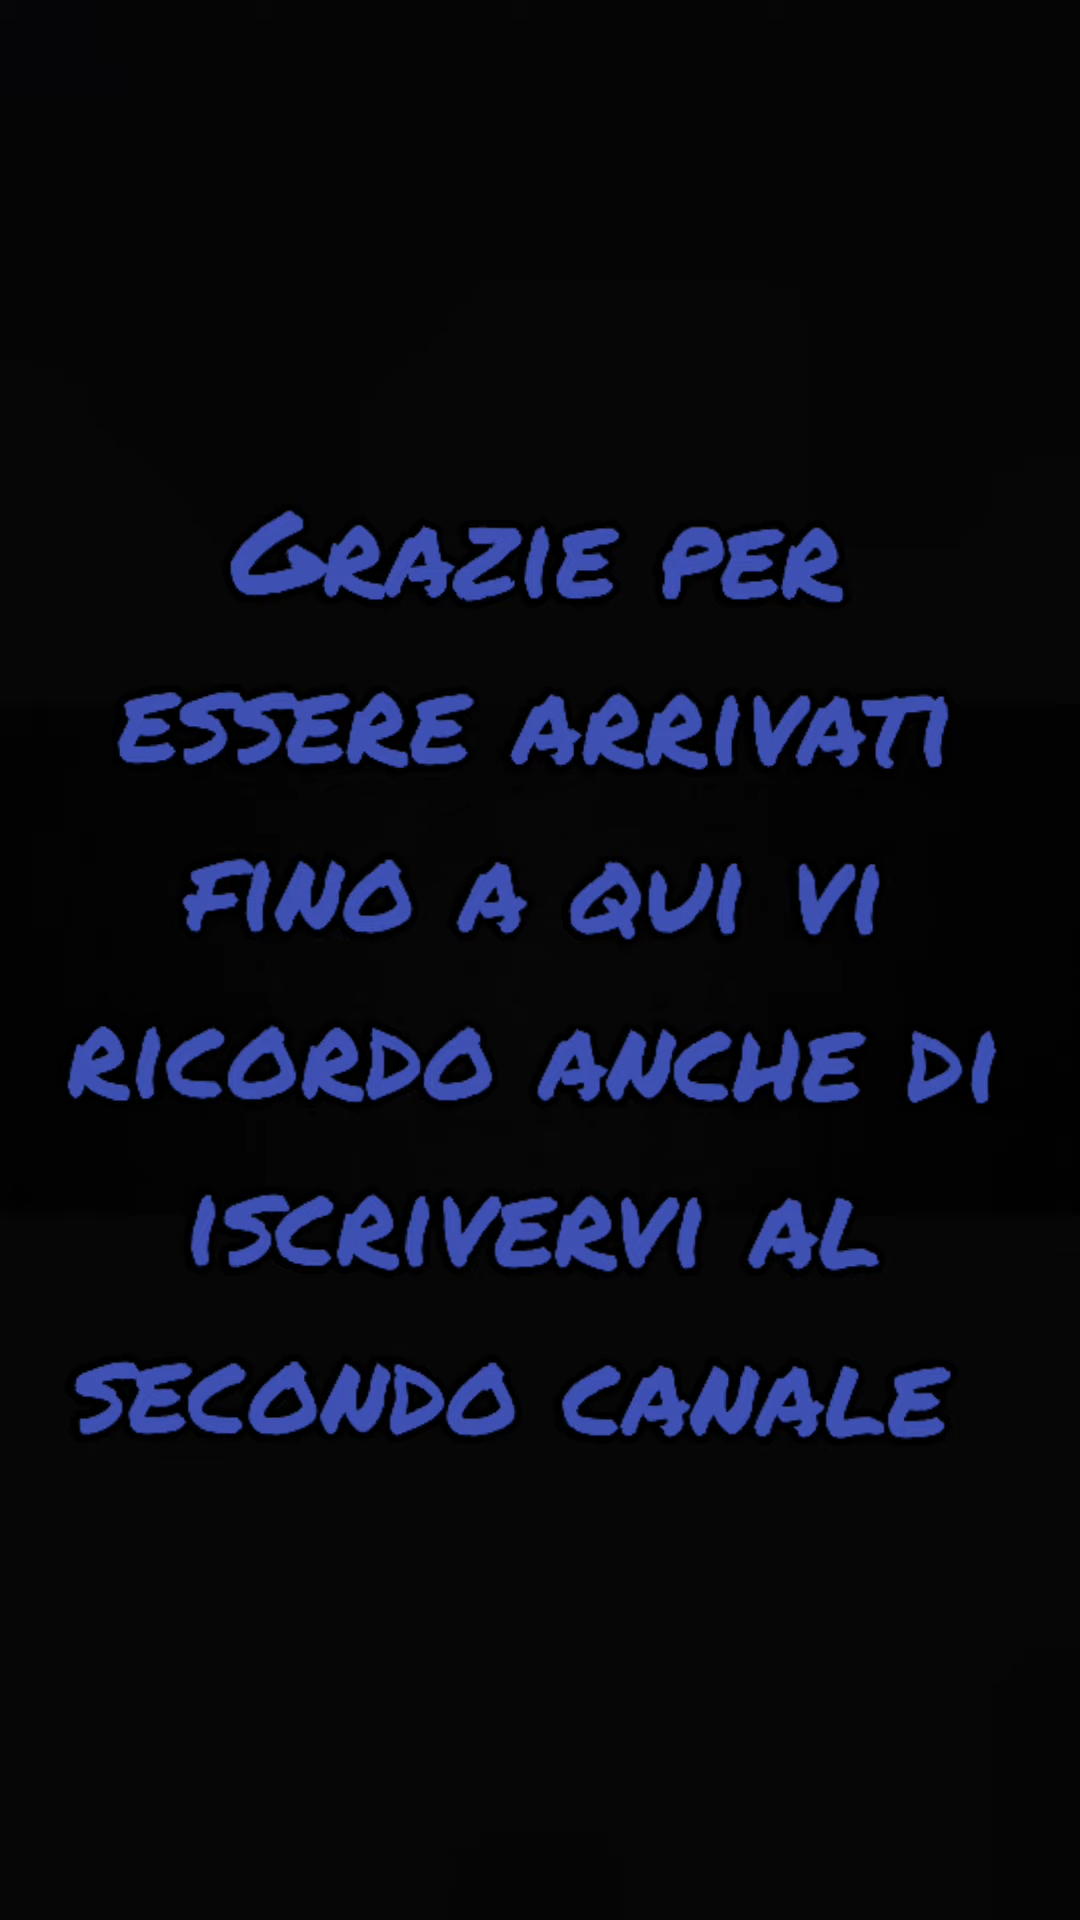 Grazie per
essere arrivati
fino a qui vi
ricordo anche di
iscrivervi al
secondo canale